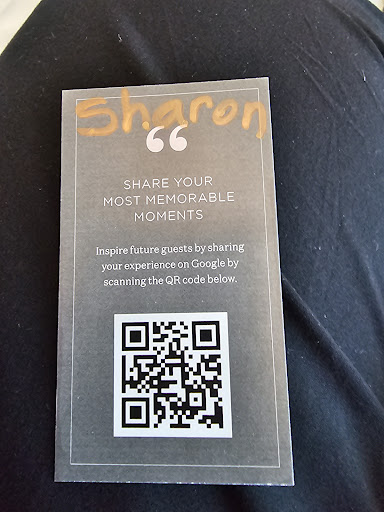 Sharon
“
SHARE YOUR
MOST MEMORABLE
MOMENTS
Inspire future guests by sharing
your experience on Google by
scanning the QR code below.